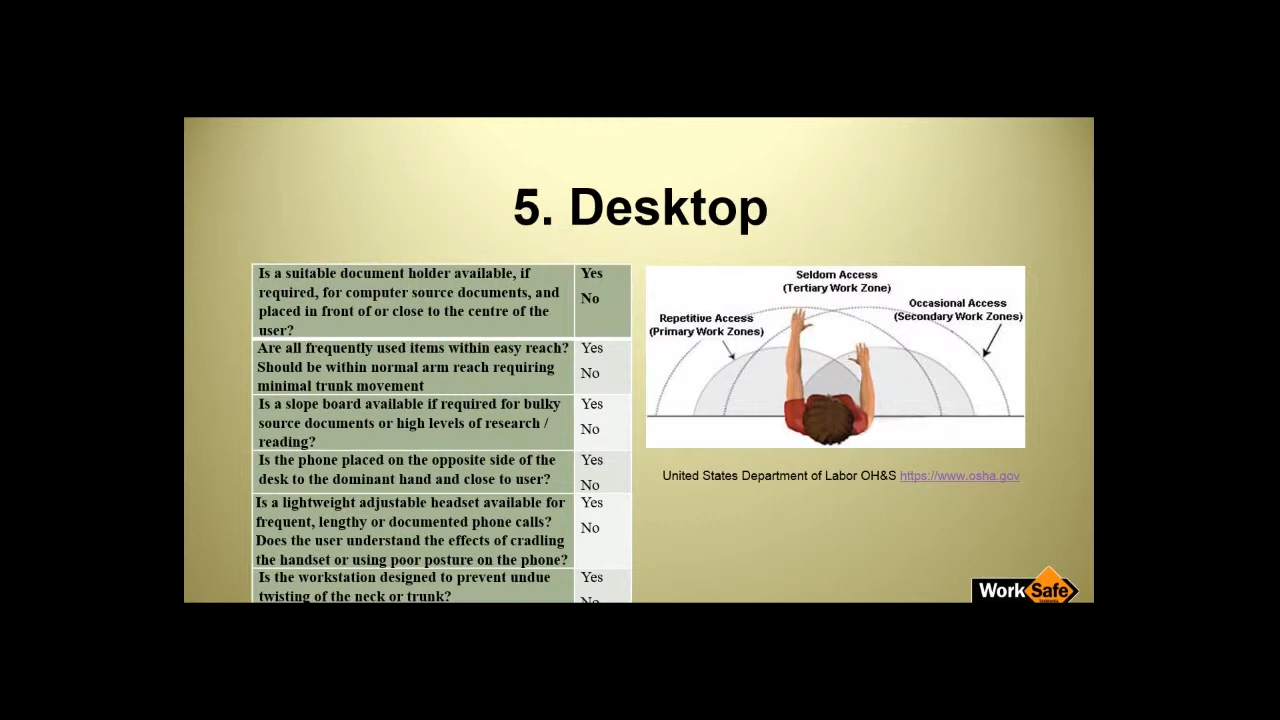 5. Desktop
Is a suitable document holder available, if
required, for computer source documents, and
placed in front of or close to the centre of the
user?
Yes
No
Are all frequently used items within easy reach?
Should be within normal arm reach requiring
minimal trunk movement
Yes
No
Is a slope board available if required for bulky
source documents or high levels of research /
reading?
Yes
No
Is the phone placed on the opposite side of the
desk to the dominant hand and close to user?
Yes
No
Is a lightweight adjustable headset available for
frequent, lengthy or documented phone calls?
Does the user understand the effects of cradling
the handset or using poor posture on the phone?
Yes
No
Is the workstation designed to prevent undue
twisting of the neck or trunk?
Yes
No
Seldom Access
(Tertiary Work Zone)
Repetitive Access
(Primary Work Zones)
Occasional Access
(Secondary Work Zones)
United States Department of Labor OH&S https://www.osha.gov
WorkSafe